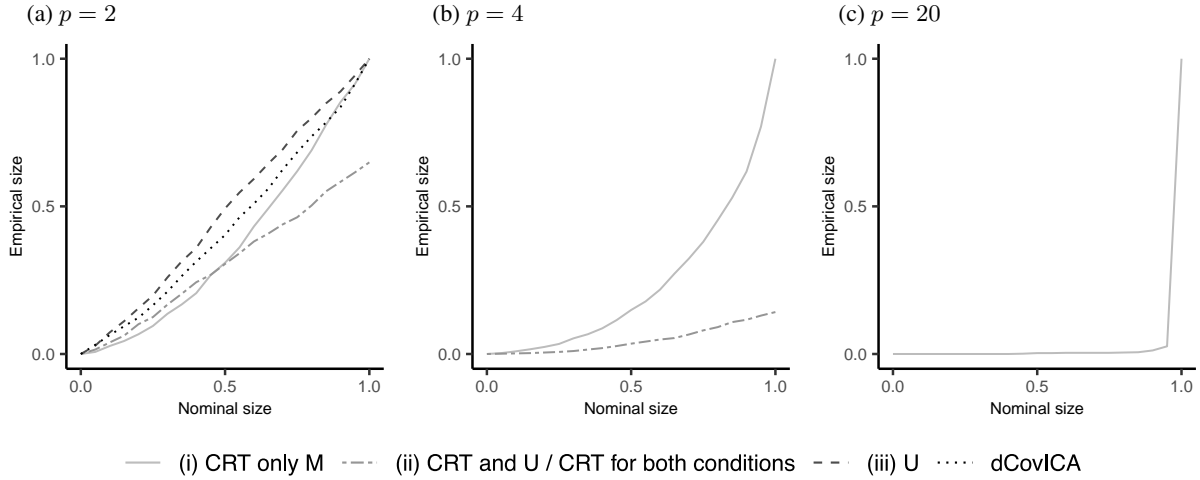 (a) p = 2
1.0
0.5
0.0
Empirical size
0.0 0.5 1.0
Nominal size
(b) p = 4
1.0
0.5
0.0
Empirical size
0.0 0.5 1.0
Nominal size
(c) p = 20
1.0
0.5
0.0
Empirical size
0.0 0.5 1.0
Nominal size
(i) CRT only M (ii) CRT and U / CRT for both conditions (iii) U dCovICA